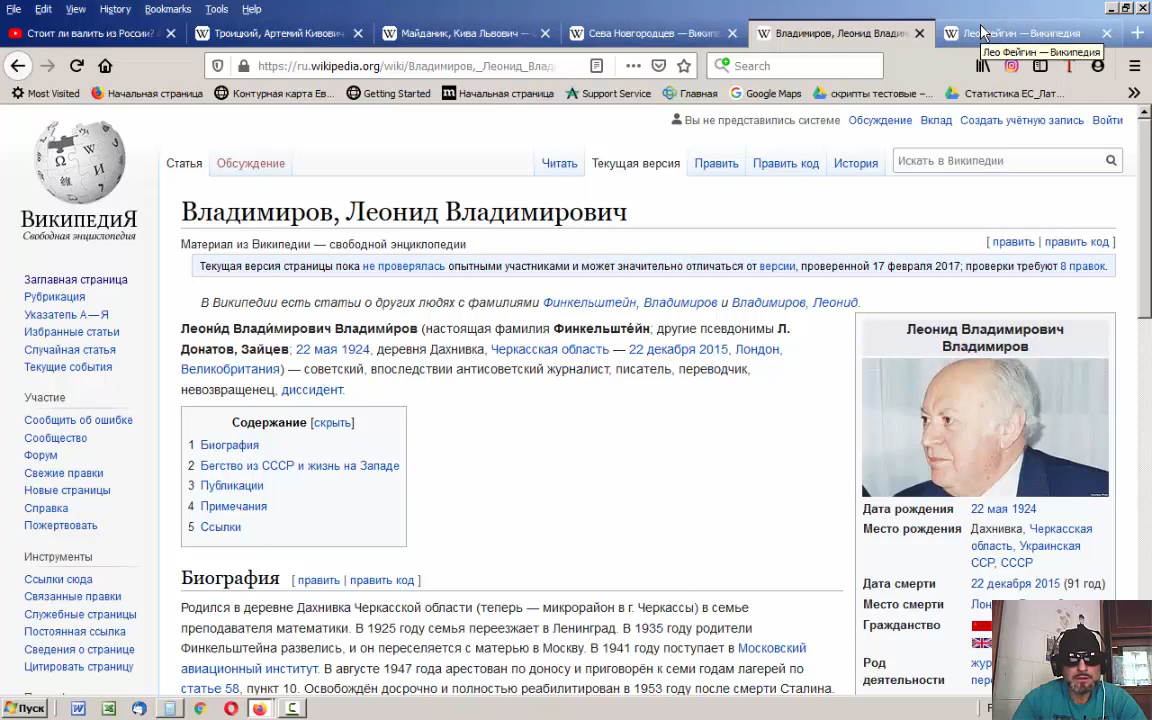 File Edit View History Bookmarks Tools Help
Стоит ли валить из России?
Троицкий, Артемий Кивович
Майданик, Кива Львович —
Сева Новгородцев — Википе
Владимиров, Леонид Владим
Лео Фейгин — Википедия
Лео Фейгин — Википедия
https://ru.wikipedia.org/wiki/Владимиров,_Леонид_Влад
Search
Most Visited Начальная страница Контурная карта Ев... Getting Started Начальная страница Support Service Главная Google Maps скрипты тестовые –... Статистика ЕС_Лат...
Вы не представились системе Обсуждение Вклад Создать учётную запись Войти
Статья Обсуждение Читать Текущая версия Править Править код История Искать в Википедии
ВикипедиЯ
Свободная энциклопедия
Заглавная страница
Рубрикация
Указатель А — Я
Избранные статьи
Случайная статья
Текущие события
Участие
Сообщить об ошибке
Сообщество
Форум
Свежие правки
Новые страницы
Справка
Пожертвовать
Инструменты
Ссылки сюда
Связанные правки
Служебные страницы
Постоянная ссылка
Сведения о странице
Цитировать страницу
Владимиров, Леонид Владимирович
Материал из Википедии — свободной энциклопедии
[ править | править код ]
Текущая версия страницы пока не проверялась опытными участниками и может значительно отличаться от версии, проверенной 17 февраля 2017; проверки требуют 8 правок.
В Википедии есть статьи о других людях с фамилиями Финкельштейн, Владимиров и Владимиров, Леонид.
Леони́д Влади́мирович Влади́миров (настоящая фамилия Финкельште́йн; другие псевдонимы Л.
Донатов, Зайцев; 22 мая 1924, деревня Дахнивка, Черкасская область — 22 декабря 2015, Лондон,
Великобритания) — советский, впоследствии антисоветский журналист, писатель, переводчик,
невозвращенец, диссидент.
Содержание [скрыть]
1 Биография
2 Бегство из СССР и жизнь на Западе
3 Публикации
4 Примечания
5 Ссылки
Биография [ править | править код ]
Родился в деревне Дахнивка Черкасской области (теперь — микрорайон в г. Черкассы) в семье
преподавателя математики. В 1925 году семья переезжает в Ленинград. В 1935 году родители
Финкельштейна развелись, и он переселяется с матерью в Москву. В 1941 году поступает в Московский
авиационный институт. В августе 1947 года арестован по доносу и приговорён к семи годам лагерей по
статье 58, пункт 10. Освобождён досрочно и полностью реабилитирован в 1953 году после смерти Сталина.
Леонид Владимирович
Владимиров
Дата рождения 22 мая 1924
Место рождения Дахнивка, Черкасская
область, Украинская
ССР, СССР
Дата смерти 22 декабря 2015 (91 год)
Место смерти Лон
Гражданство
Род жур
деятельности пер
Пуск